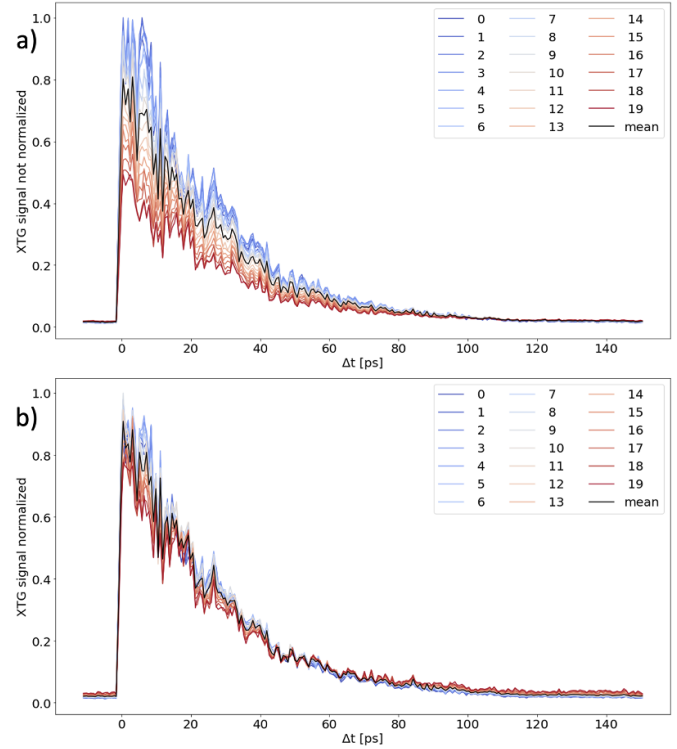 a)
XTG signal not normalized
1.0
0.8
0.6
0.4
0.2
0.0
0 7 14
1 8 15
2 9 16
3 10 17
4 11 18
5 12 19
6 13 mean
0 20 40 60 80 100 120 140
Δt [ps]
b)
XTG signal normalized
1.0
0.8
0.6
0.4
0.2
0.0
0 7 14
1 8 15
2 9 16
3 10 17
4 11 18
5 12 19
6 13 mean
0 20 40 60 80 100 120 140
Δt [ps]